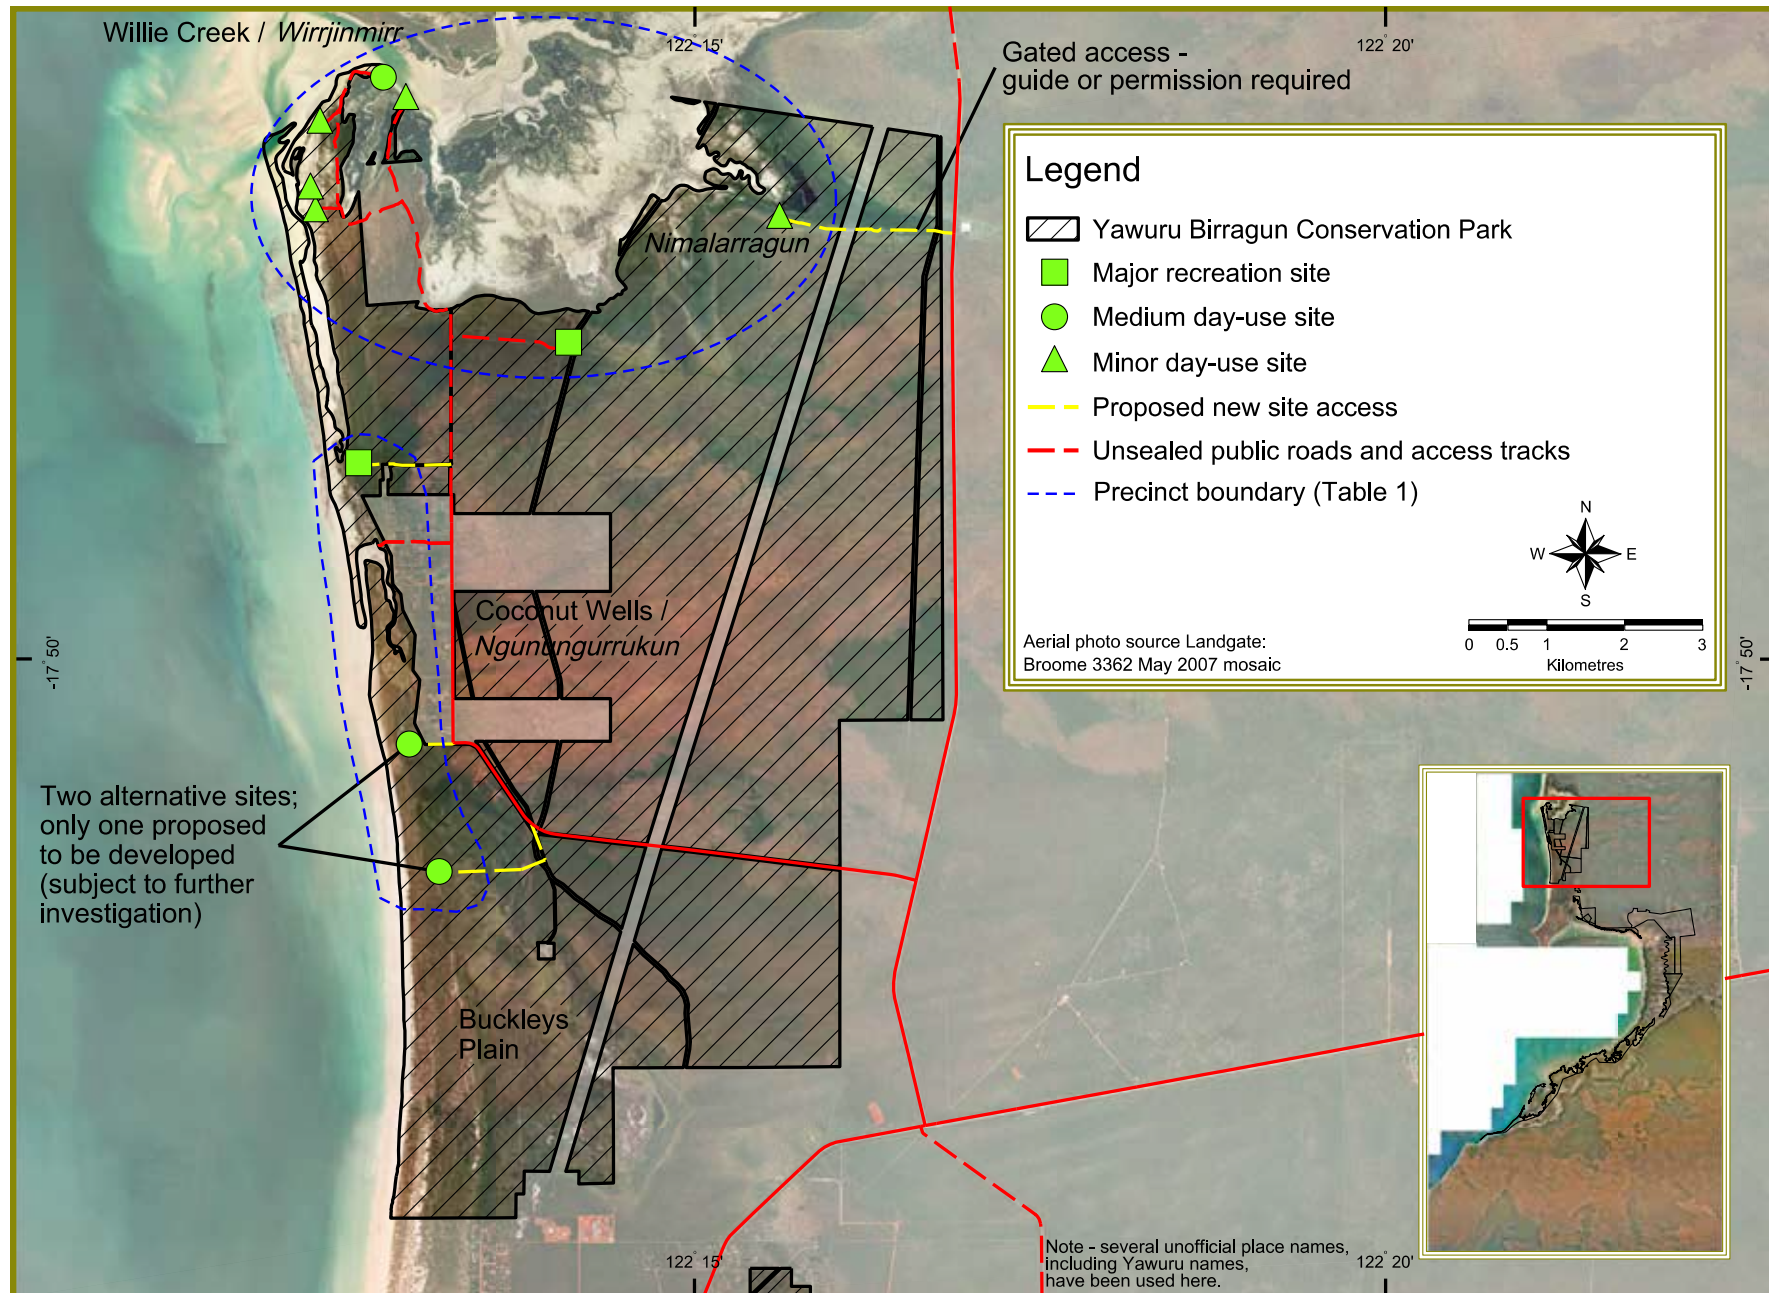 Willie Creek / Wirrjinmirr
122° 15'
122° 20'
Gated access -
guide or permission required
Legend
Yawuru Birragun Conservation Park
Major recreation site
Medium day-use site
Minor day-use site
Proposed new site access
Unsealed public roads and access tracks
Precinct boundary (Table 1)
N
W
E
S
0 0.5 1 2 3
Kilometres
Aerial photo source Landgate:
Broome 3362 May 2007 mosaic
Nimalarragun
Coconut Wells /
Ngunungurrukun
-17° 50'
-17° 50'
Two alternative sites;
only one proposed
to be developed
(subject to further
investigation)
Buckleys
Plain
122° 15'
122° 20'
Note - several unofficial place names,
including Yawuru names,
have been used here.